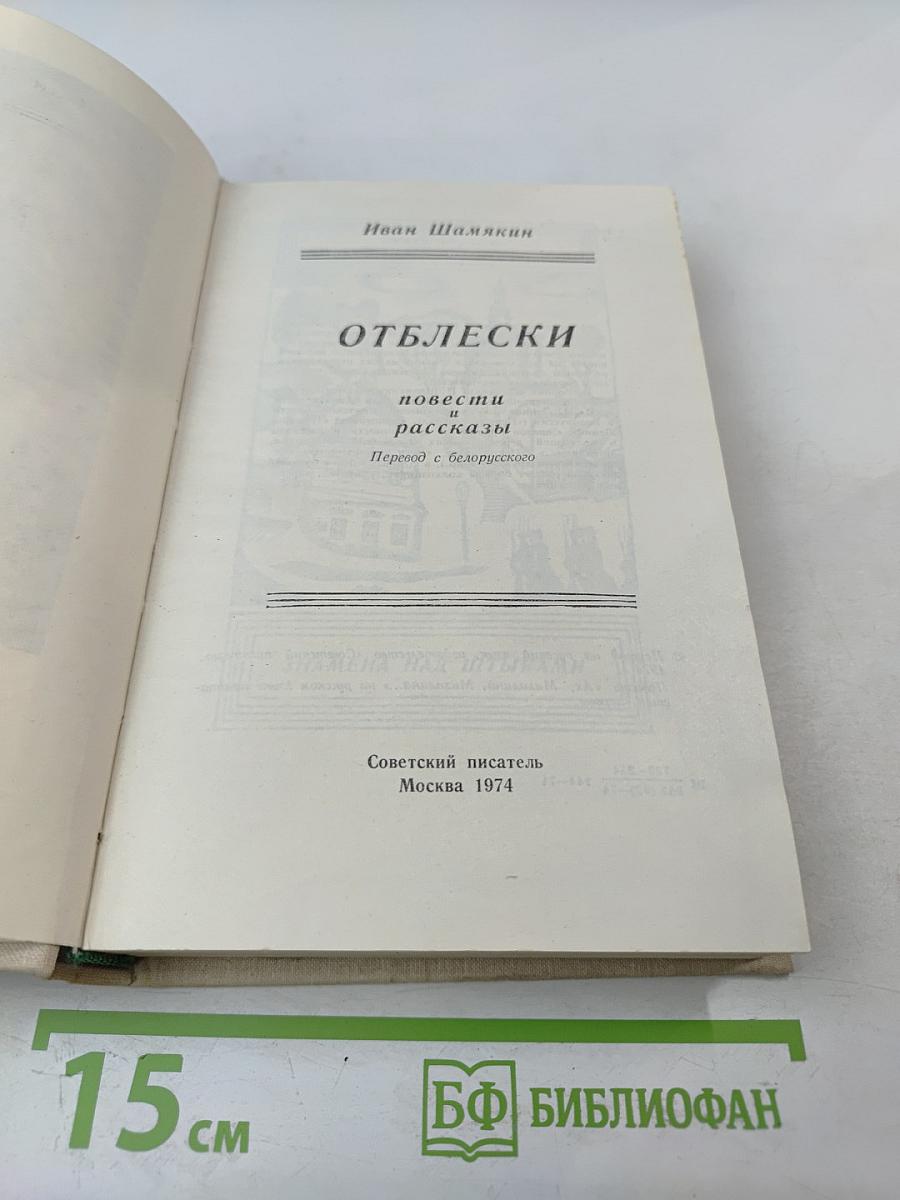 Иван Шамякин
ОТБЛЕСКИ
повести
и
рассказы
Перевод с белорусского
Советский писатель
Москва 1974
15 см
БФ БИБЛИОФАН